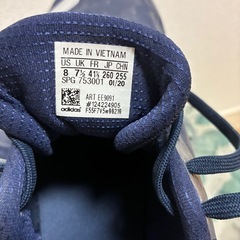 MADE IN VIETNAM
US UK FR JP CHN
8 7½ 41⅓ 260 255
SPG 753001 01/20
ART EE9091
#124224905
adidas